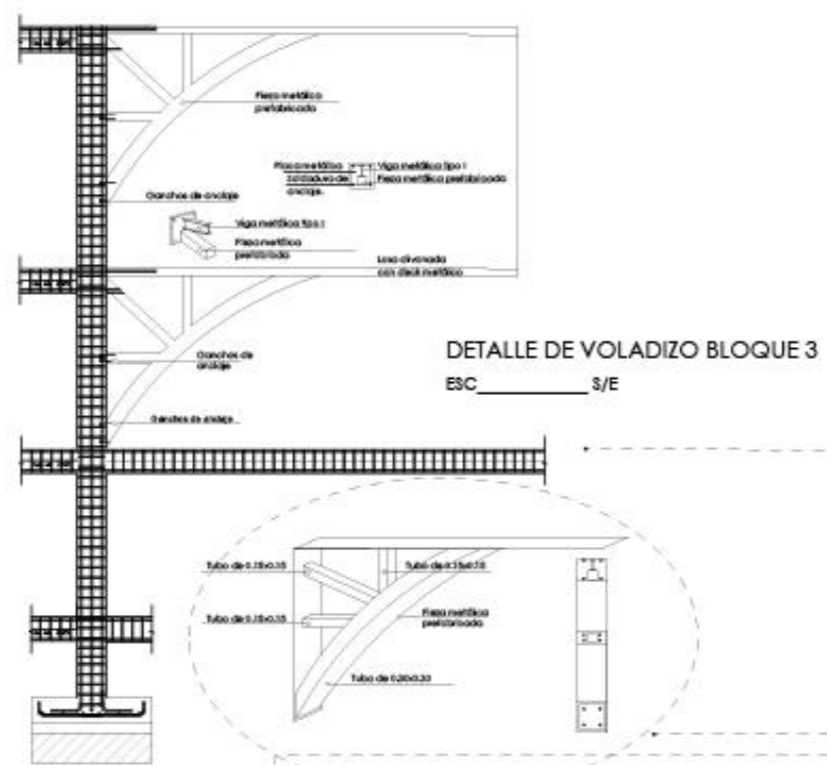 Pieza metálica
prefabricada
Placa metálica
Soldadura de
anclaje.
Viga metálica tipo I
Pieza metálica prefabricada
Ganchos de anclaje
Viga metálica tipo I
Pieza metálica
prefabricada
Losa alivanada
con deck metálico
Ganchos de
anclaje
Ganchos de anclaje
DETALLE DE VOLADIZO BLOQUE 3
ESC__________ S/E
Tubo de 0.15x0.15
Tubo de 0.15x0.15
Tubo de 0.15x0.15
Pieza metálica
prefabricada
Tubo de 0.20x0.20